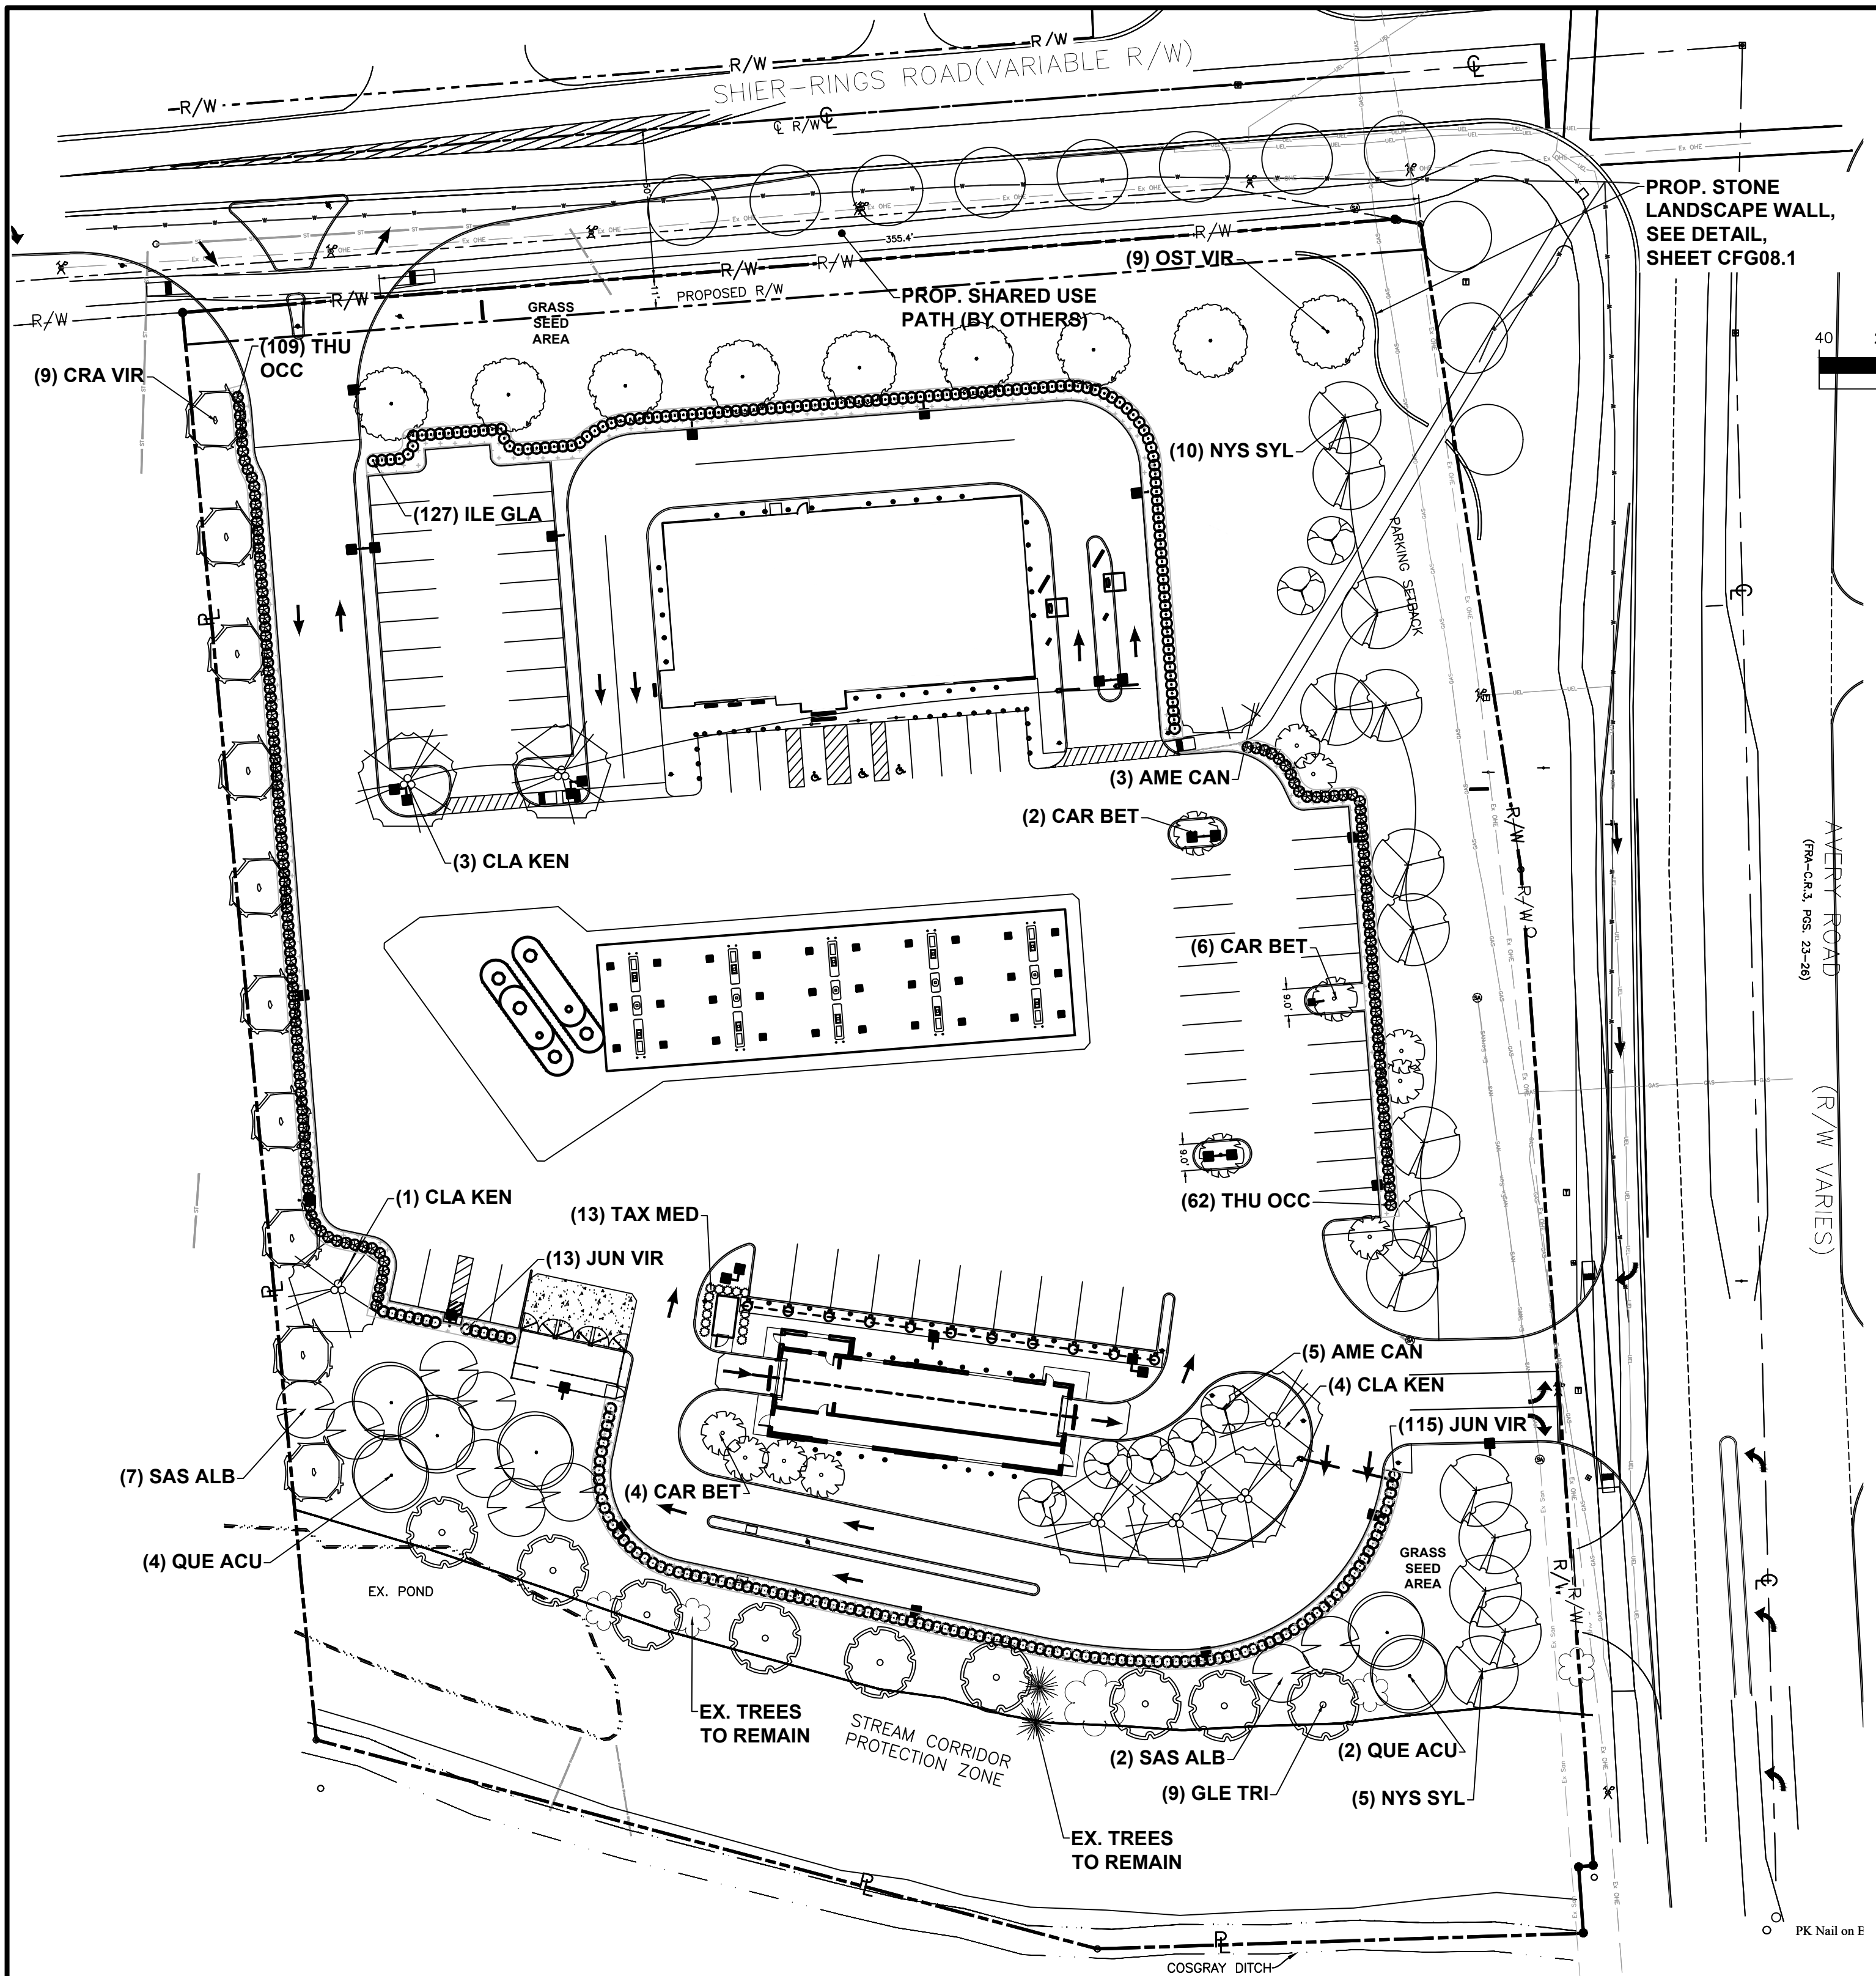 R/W
R/W
R/W
SHIER-RINGS ROAD(VARIABLE R/W)
R/W
355.4'
R/W
R/W
R/W
R/W
R/W
PROPOSED R/W
PROP. STONE
LANDSCAPE WALL,
SEE DETAIL,
SHEET CFG08.1
(9) OST VIR
PROP. SHARED USE
PATH (BY OTHERS)
GRASS
SEED
AREA
40
(109) THU
OCC
(9) CRA VIR
(10) NYS SYL
(127) ILE GLA
PARKING SETBACK
(3) AME CAN
(2) CAR BET
(3) CLA KEN
R/W
R/W
AVERY ROAD
(FRA-C.R.3, PGS. 23-26)
(R/W VARIES)
(6) CAR BET
9.0'
9.0'
(62) THU OCC
(1) CLA KEN
(13) TAX MED
(13) JUN VIR
(5) AME CAN
(4) CLA KEN
(115) JUN VIR
(7) SAS ALB
(4) CAR BET
(4) QUE ACU
GRASS
SEED
AREA
R/W
R/W
EX. POND
EX. TREES
TO REMAIN
STREAM CORRIDOR
PROTECTION ZONE
(2) SAS ALB
(2) QUE ACU
(9) GLE TRI
(5) NYS SYL
EX. TREES
TO REMAIN
PK Nail on E
COSGRAY DITCH